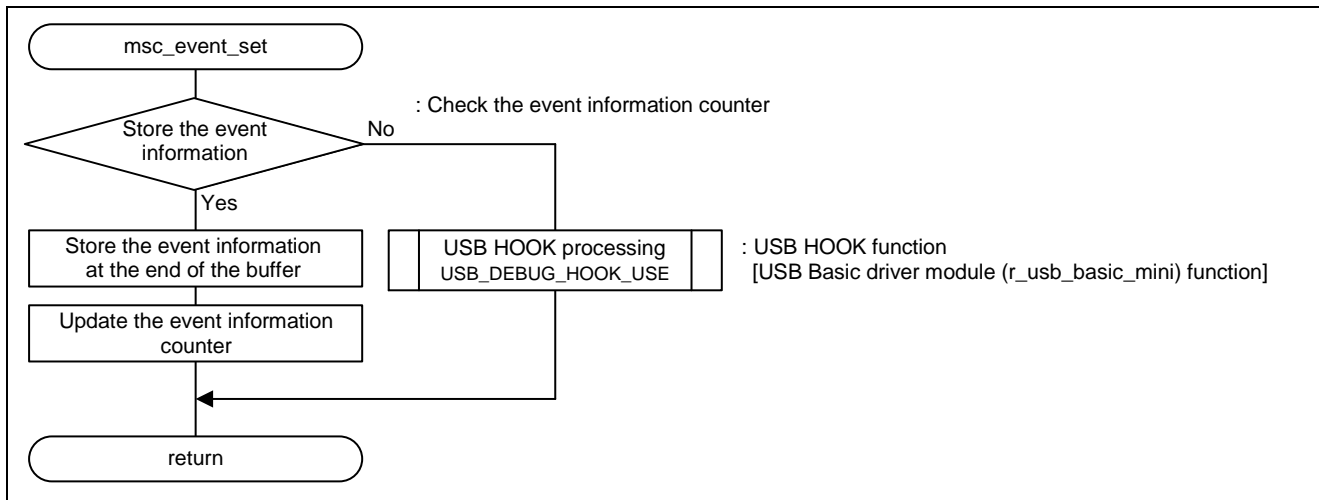 msc_event_set
: Check the event information counter
Store the event
information
No
Yes
Store the event information
at the end of the buffer
USB HOOK processing
USB_DEBUG_HOOK_USE
: USB HOOK function
[USB Basic driver module (r_usb_basic_mini) function]
Update the event information
counter
return